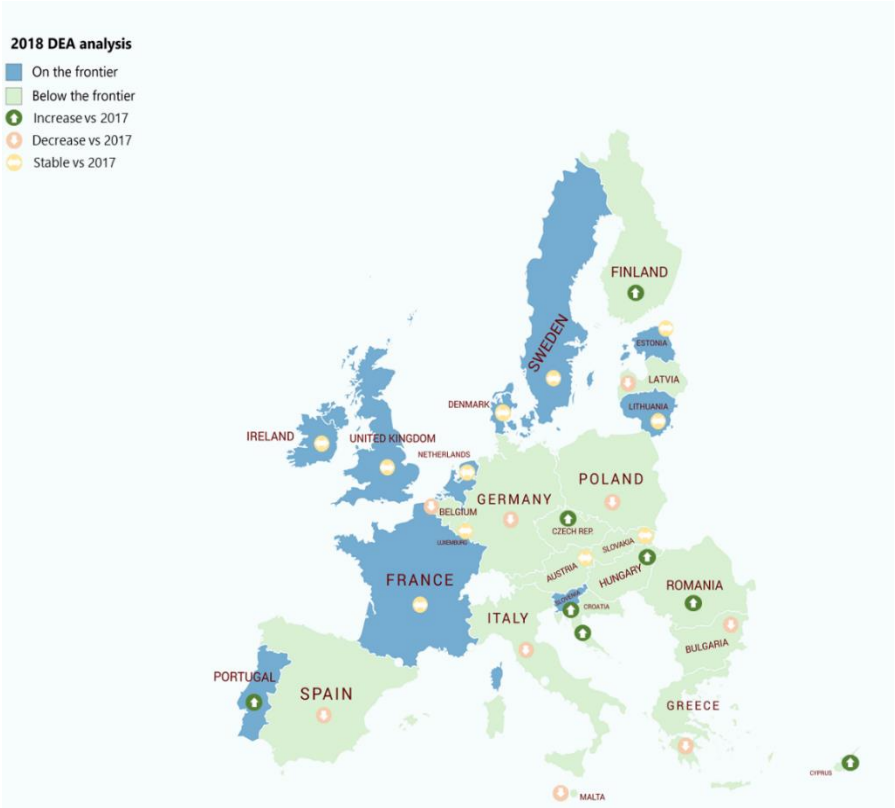 2018 DEA analysis
On the frontier
Below the frontier
Increase vs 2017
Decrease vs 2017
Stable vs 2017
FINLAND
SWEDEN
ESTONIA
LATVIA
LITHUANIA
DENMARK
IRELAND
UNITED KINGDOM
NETHERLANDS
POLAND
GERMANY
BELGIUM
CZECH REP.
LUXEMBURG
SLOVAKIA
AUSTRIA
HUNGARY
FRANCE
ROMANIA
SLOVENIA
CROATIA
ITALY
BULGARIA
PORTUGAL
SPAIN
GREECE
CYPRUS
MALTA